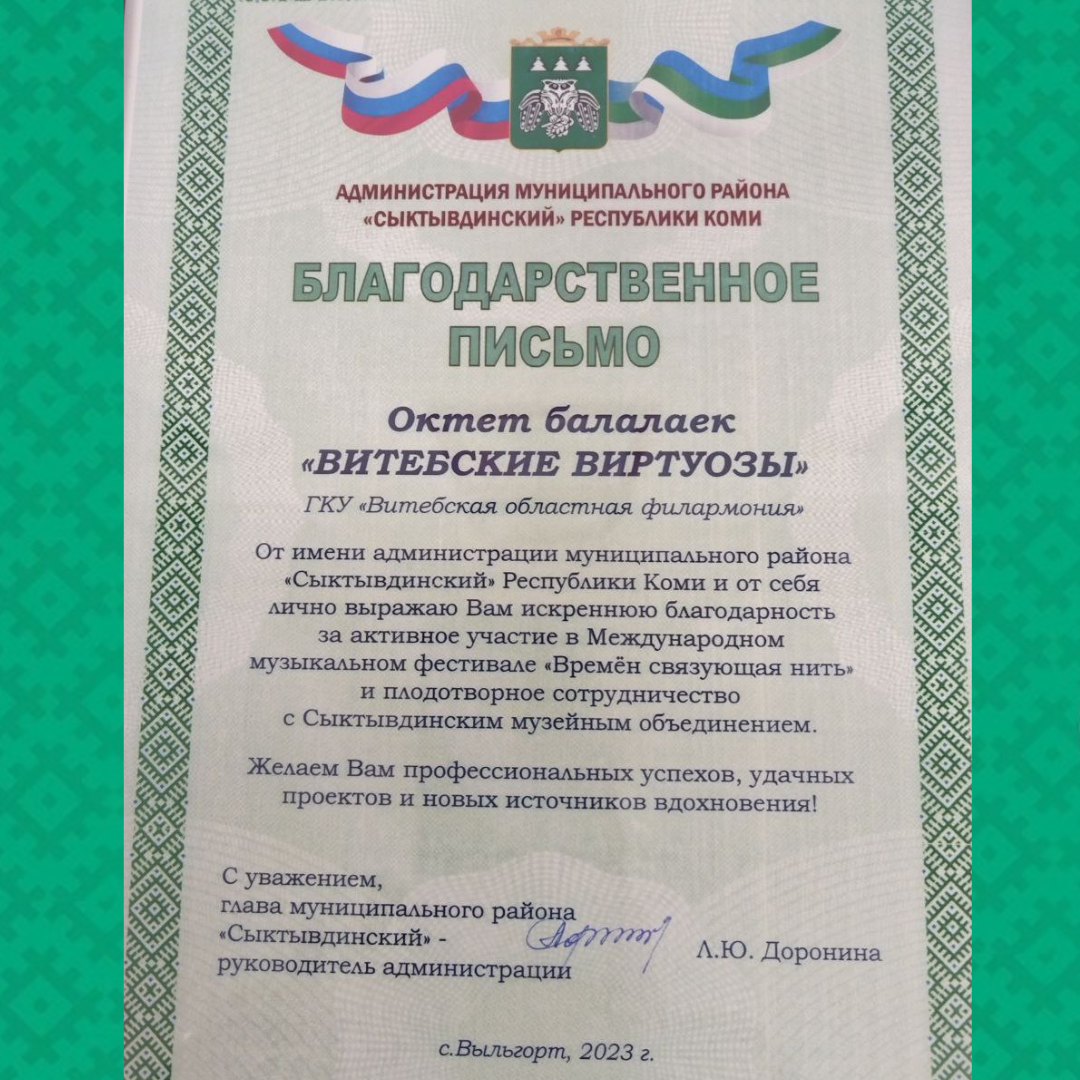 АДМИНИСТРАЦИЯ МУНИЦИПАЛЬНОГО РАЙОНА
«СЫКТЫВДИНСКИЙ» РЕСПУБЛИКИ КОМИ
БЛАГОДАРСТВЕННОЕ
ПИСЬМО
Октет балалаек
«ВИТЕБСКИЕ ВИРТУОЗЫ»
ГКУ «Витебская областная филармония»
От имени администрации муниципального района
«Сыктывдинский» Республики Коми и от себя
лично выражаю Вам искреннюю благодарность
за активное участие в Международном
музыкальном фестивале «Времён связующая нить»
и плодотворное сотрудничество
с Сыктывдинским музейным объединением.
Желаем Вам профессиональных успехов, удачных
проектов и новых источников вдохновения!
С уважением,
глава муниципального района
«Сыктывдинский» -
руководитель администрации
Л.Ю. Доронина
с.Выльгорт, 2023 г.